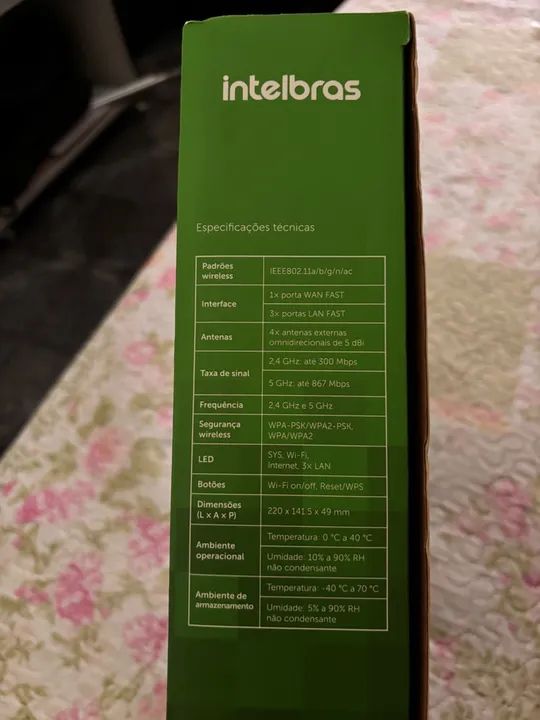 intelbras
Especificações técnicas
Padrões
wireless
IEEE802.11a/b/g/n/ac
Interface
1x porta WAN FAST
3x portas LAN FAST
Antenas
4x antenas externas
omnidirecionais de 5 dBi
Taxa de sinal
2,4 GHz: até 300 Mbps
5 GHz: até 867 Mbps
Frequência
2,4 GHz e 5 GHz
Segurança
wireless
WPA-PSK/WPA2-PSK,
WPA/WPA2
LED
SYS, Wi-Fi,
Internet, 3x LAN
Botões
Wi-Fi on/off, Reset/WPS
Dimensões
(L x A x P)
220 x 141.5 x 49 mm
Ambiente
operacional
Temperatura: 0 °C a 40 °C
Umidade: 10% a 90% RH
não condensante
Ambiente de
armazenamento
Temperatura: -40 °C a 70 °C
Umidade: 5% a 90% RH
não condensante